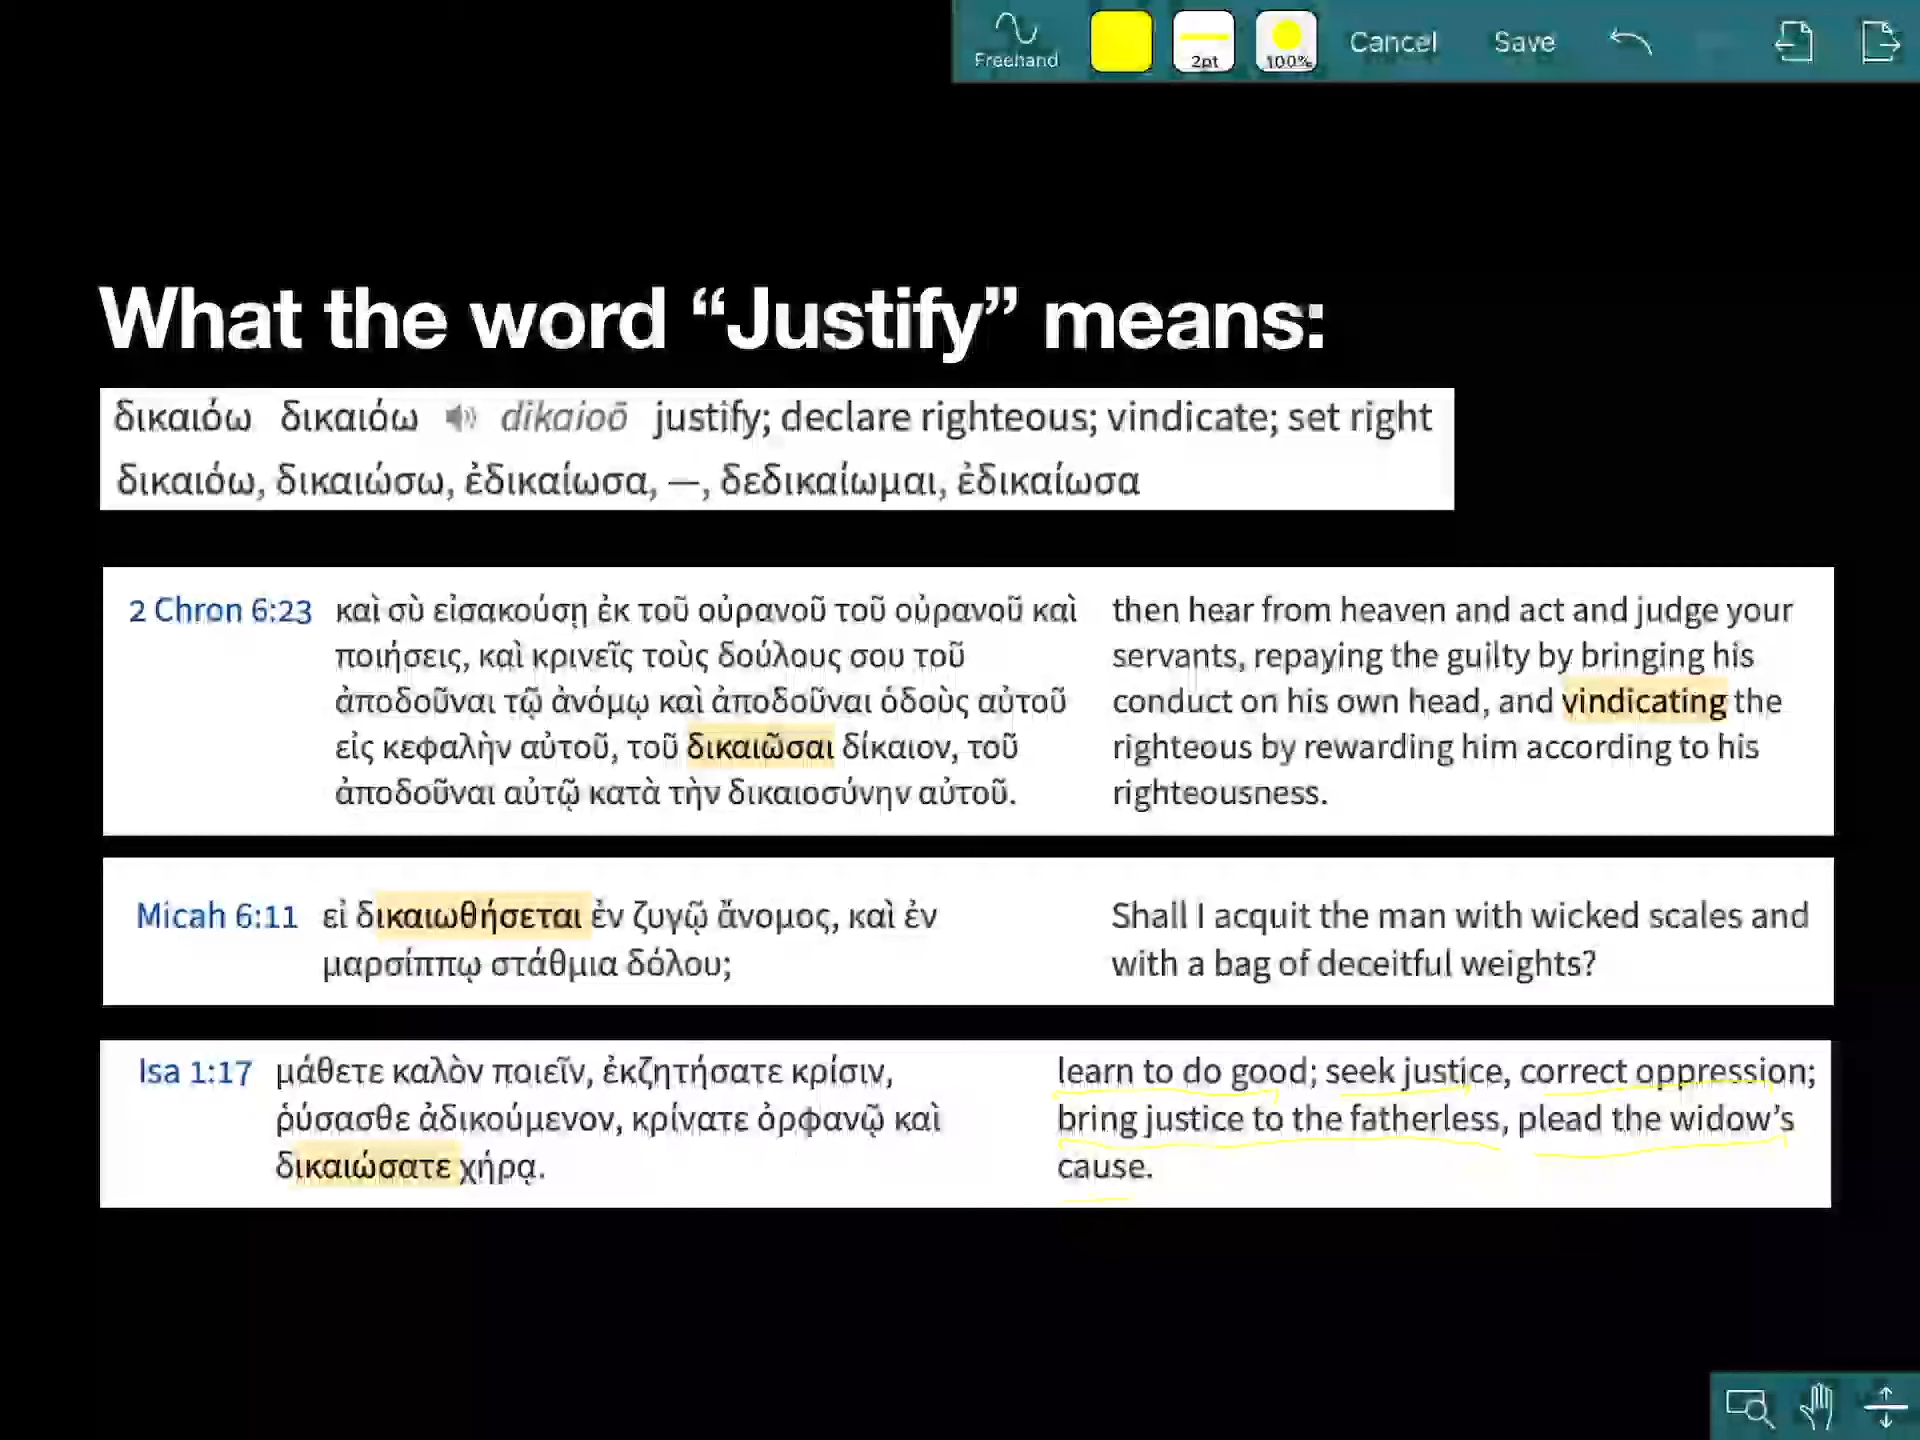 Freehand
2pt
100%
Cancel
Save
What the word “Justify” means:
δικαιόω δικαιόω dikaioō justify; declare righteous; vindicate; set right
δικαιόω, δικαιώσω, ἐδικαίωσα, —, δεδικαίωμαι, ἐδικαίωσα
2 Chron 6:23 καὶ σὺ εἰσακούσῃ ἐκ τοῦ οὐρανοῦ τοῦ οὐρανοῦ καὶ
ποιήσεις, καὶ κρινεῖς τοὺς δούλους σου τοῦ
ἀποδοῦναι τῷ ἀνόμῳ καὶ ἀποδοῦναι ὁδοὺς αὐτοῦ
εἰς κεφαλὴν αὐτοῦ, τοῦ δικαιῶσαι δίκαιον, τοῦ
ἀποδοῦναι αὐτῷ κατὰ τὴν δικαιοσύνην αὐτοῦ.
then hear from heaven and act and judge your
servants, repaying the guilty by bringing his
conduct on his own head, and vindicating the
righteous by rewarding him according to his
righteousness.
Micah 6:11 εἰ δικαιωθήσεται ἐν ζυγῷ ἄνομος, καὶ ἐν
μαρσίππῳ στάθμια δόλου;
Shall I acquit the man with wicked scales and
with a bag of deceitful weights?
Isa 1:17 μάθετε καλὸν ποιεῖν, ἐκζητήσατε κρίσιν,
ῥύσασθε ἀδικούμενον, κρίνατε ὀρφανῷ καὶ
δικαιώσατε χήρᾳ.
learn to do good; seek justice, correct oppression;
bring justice to the fatherless, plead the widow’s
cause.